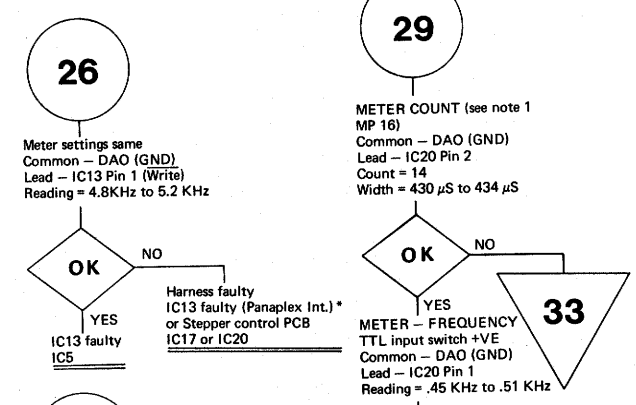 26
Meter settings same
Common – DAO (GND)
Lead – IC13 Pin 1 (Write)
Reading = 4.8KHz to 5.2 KHz
OK
NO
YES
Harness faulty
IC13 faulty (Panaplex Int.) *
or Stepper control PCB
IC17 or IC20
IC13 faulty
IC5
29
METER COUNT (see note 1
MP 16)
Common – DAO (GND)
Lead – IC20 Pin 2
Count = 14
Width = 430 µS to 434 µS
OK
NO
33
YES
METER – FREQUENCY
TTL input switch +VE
Common – DAO (GND)
Lead – IC20 Pin 1
Reading = .45 KHz to .51 KHz